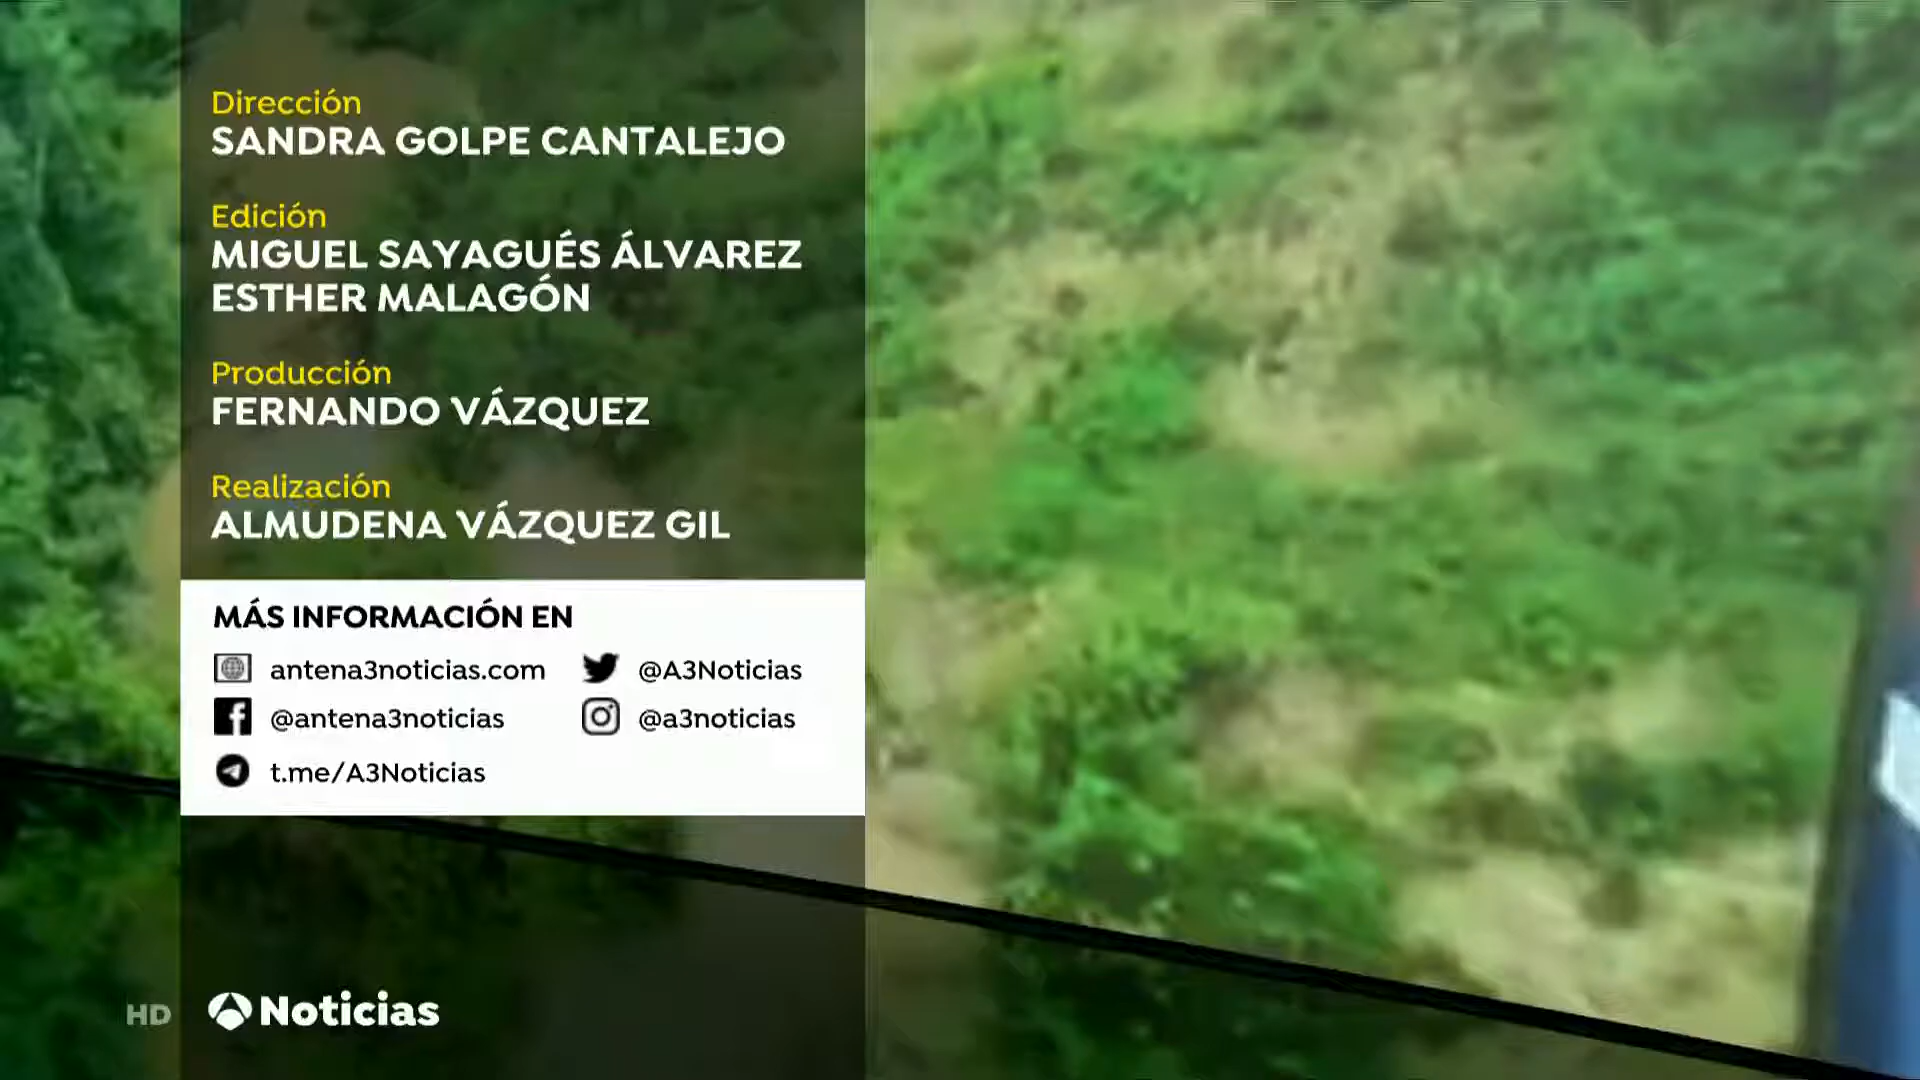 Dirección
SANDRA GOLPE CANTALEJO
Edición
MIGUEL SAYAGUÉS ÁLVAREZ
ESTHER MALAGÓN
Producción
FERNANDO VÁZQUEZ
Realización
ALMUDENA VÁZQUEZ GIL
MÁS INFORMACIÓN EN
antena3noticias.com @A3Noticias
@antena3noticias @a3noticias
t.me/A3Noticias
HD Noticias